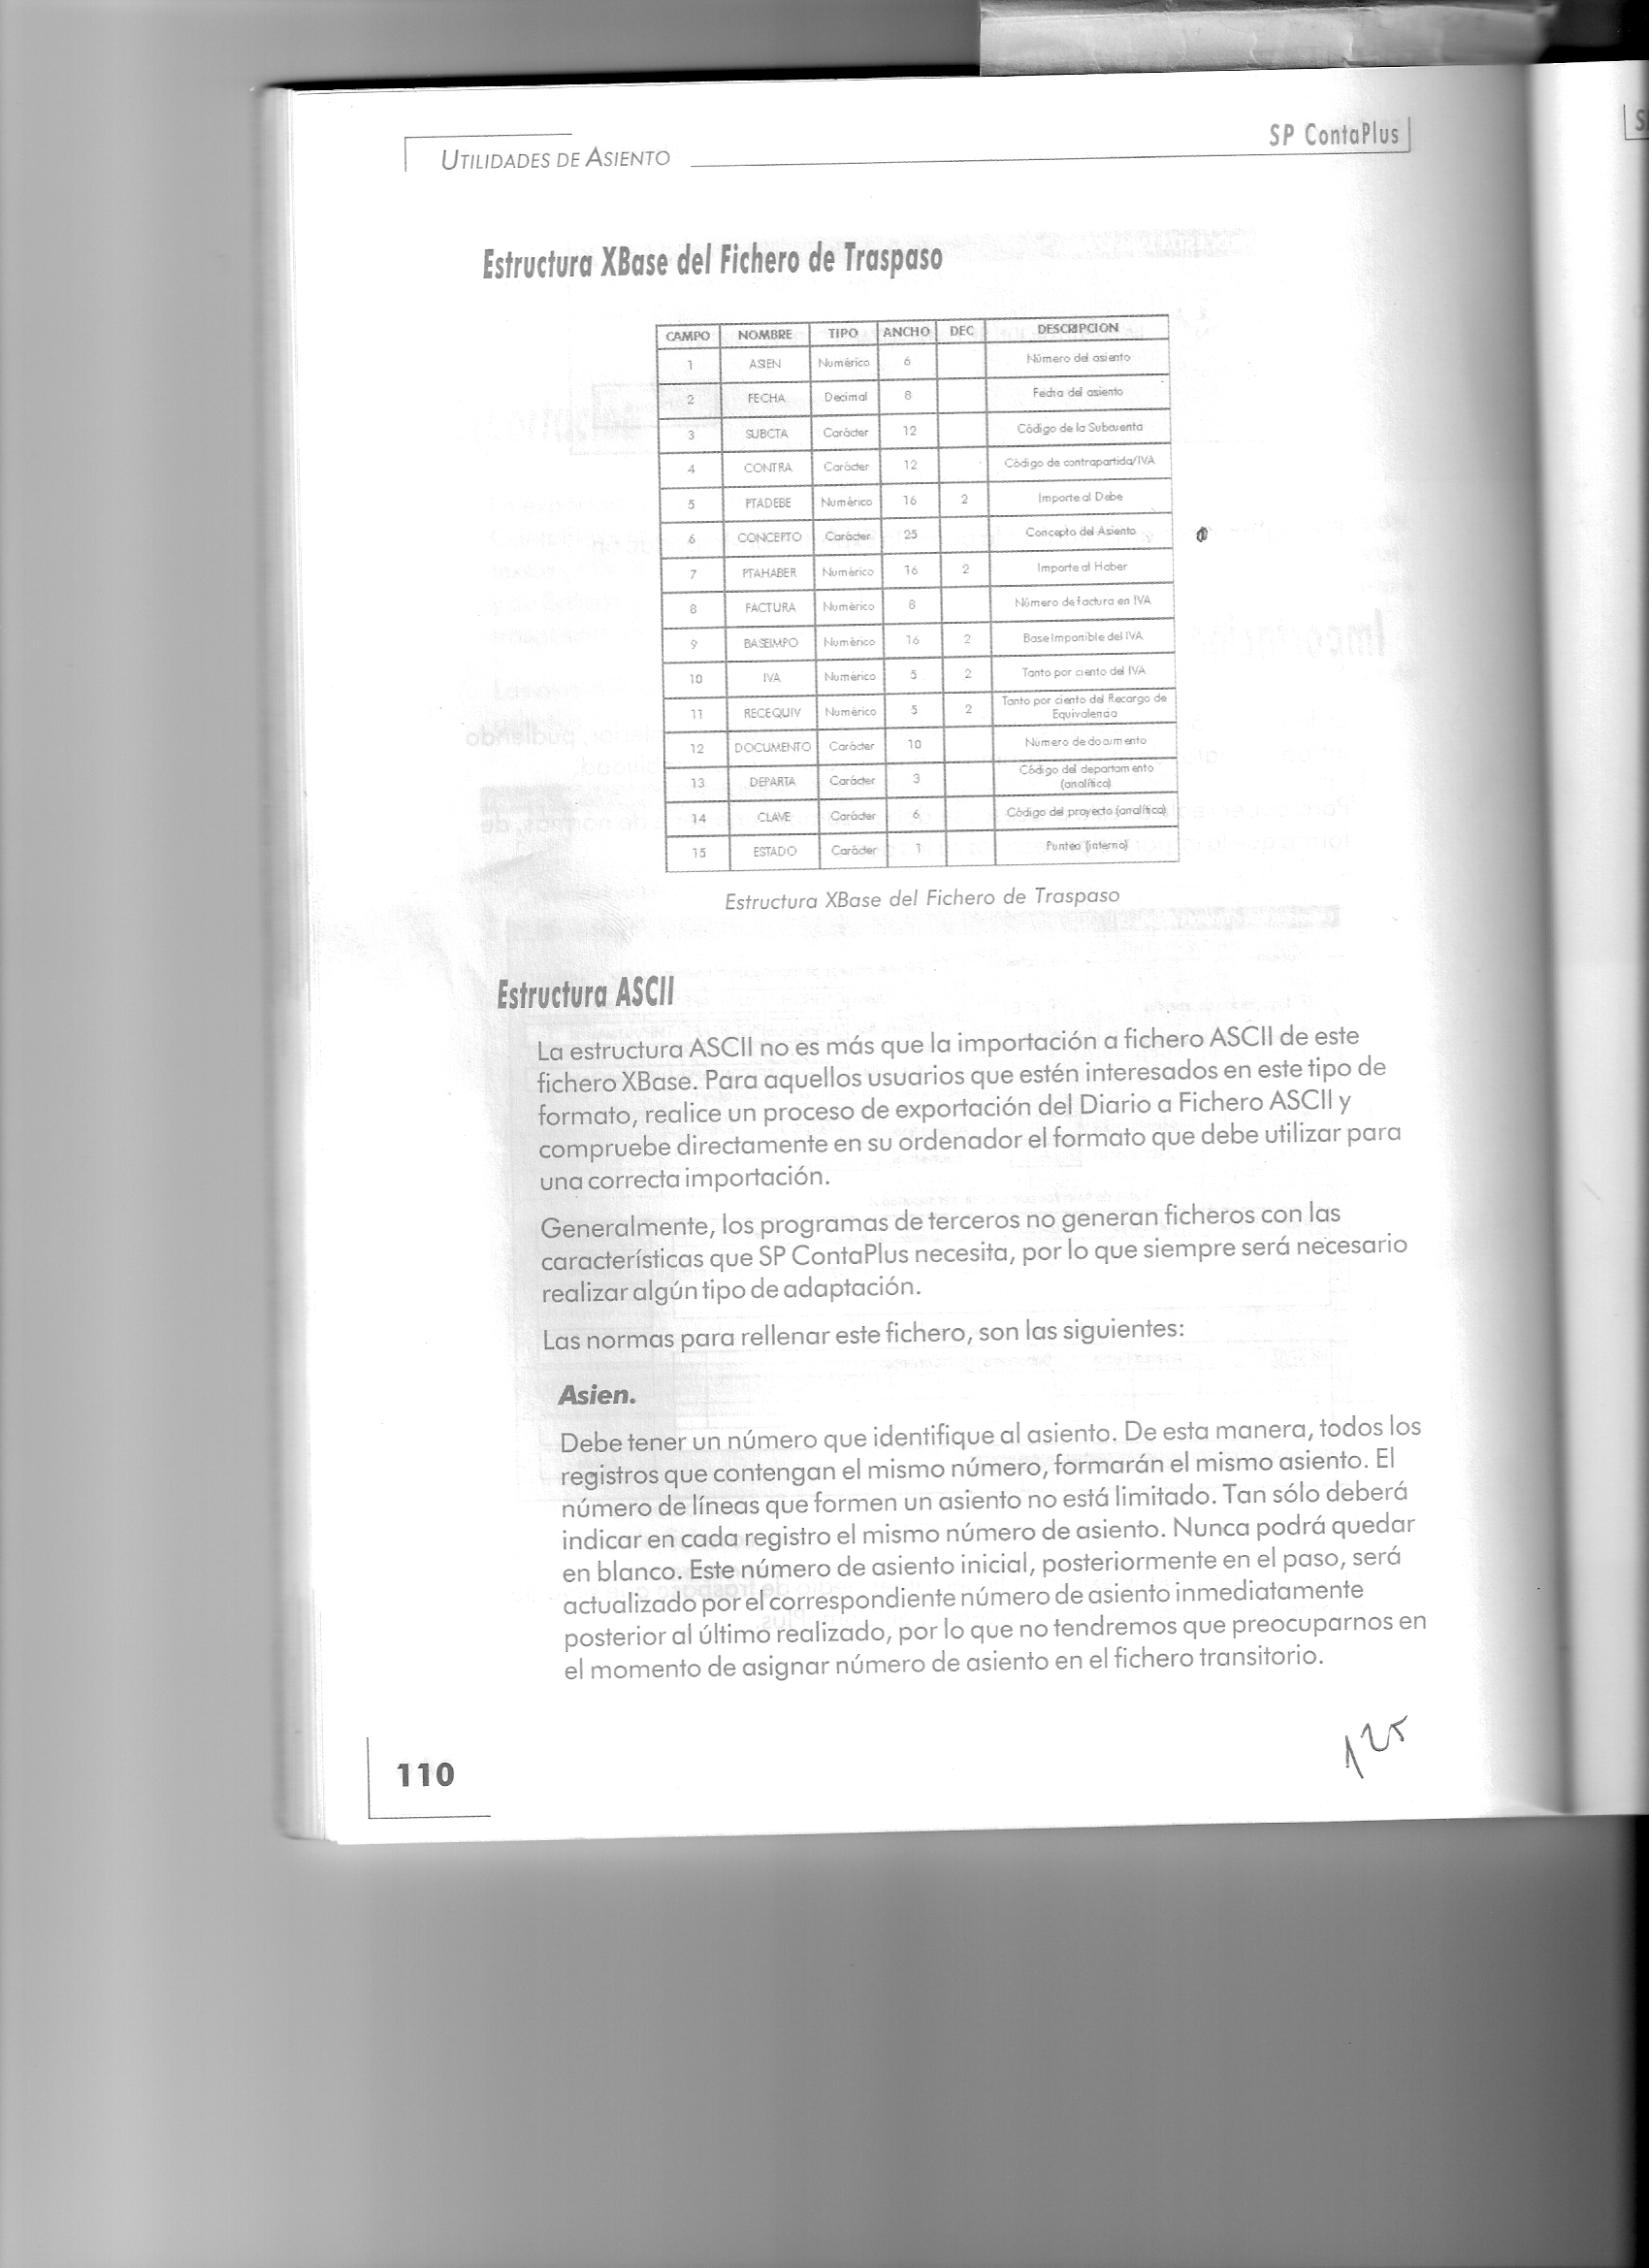 UTILIDADES DE ASIENTO
SP ContaPlus
Estructura XBase del Fichero de Traspaso
CAMPO NOMBRE TIPO ANCHO DEC DESCRIPCION
1 ASIEN Numérico 6 Número del asiento
2 FECHA Decimal 8 Fecha del asiento
3 SUBCTA Carácter 12 Código de la Subcuenta
4 CONTRA Carácter 12 Código de contrapartida/IVA
5 PTADEBE Numérico 16 2 Importe al Debe
6 CONCEPTO Carácter 25 Concepto del Asiento
7 PTAHABER Numérico 16 2 Importe al Haber
8 FACTURA Numérico 8 Número de factura en IVA
9 BASEIMPO Numérico 16 2 Base Imponible del IVA
10 IVA Numérico 5 2 Tanto por ciento del IVA
11 RECEQUIV Numérico 5 2 Tanto por ciento del Recargo de
Equivalencia
12 DOCUMENTO Carácter 10 Número de documento
13 DEPARTA Carácter 3 Código del departamento
(analítica)
14 CLAVE Carácter 6 Código del proyecto (analítica)
15 ESTADO Carácter 1 Punteo (interno)
Estructura XBase del Fichero de Traspaso
Estructura ASCII
La estructura ASCII no es más que la importación a fichero ASCII de este
fichero XBase. Para aquellos usuarios que estén interesados en este tipo de
formato, realice un proceso de exportación del Diario a Fichero ASCII y
compruebe directamente en su ordenador el formato que debe utilizar para
una correcta importación.
Generalmente, los programas de terceros no generan ficheros con las
características que SP ContaPlus necesita, por lo que siempre será necesario
realizar algún tipo de adaptación.
Las normas para rellenar este fichero, son las siguientes:
Asien.
Debe tener un número que identifique al asiento. De esta manera, todos los
registros que contengan el mismo número, formarán el mismo asiento. El
número de líneas que formen un asiento no está limitado. Tan sólo deberá
indicar en cada registro el mismo número de asiento. Nunca podrá quedar
en blanco. Este número de asiento inicial, posteriormente en el paso, será
actualizado por el correspondiente número de asiento inmediatamente
posterior al último realizado, por lo que no tendremos que preocuparnos en
el momento de asignar número de asiento en el fichero transitorio.
125
110